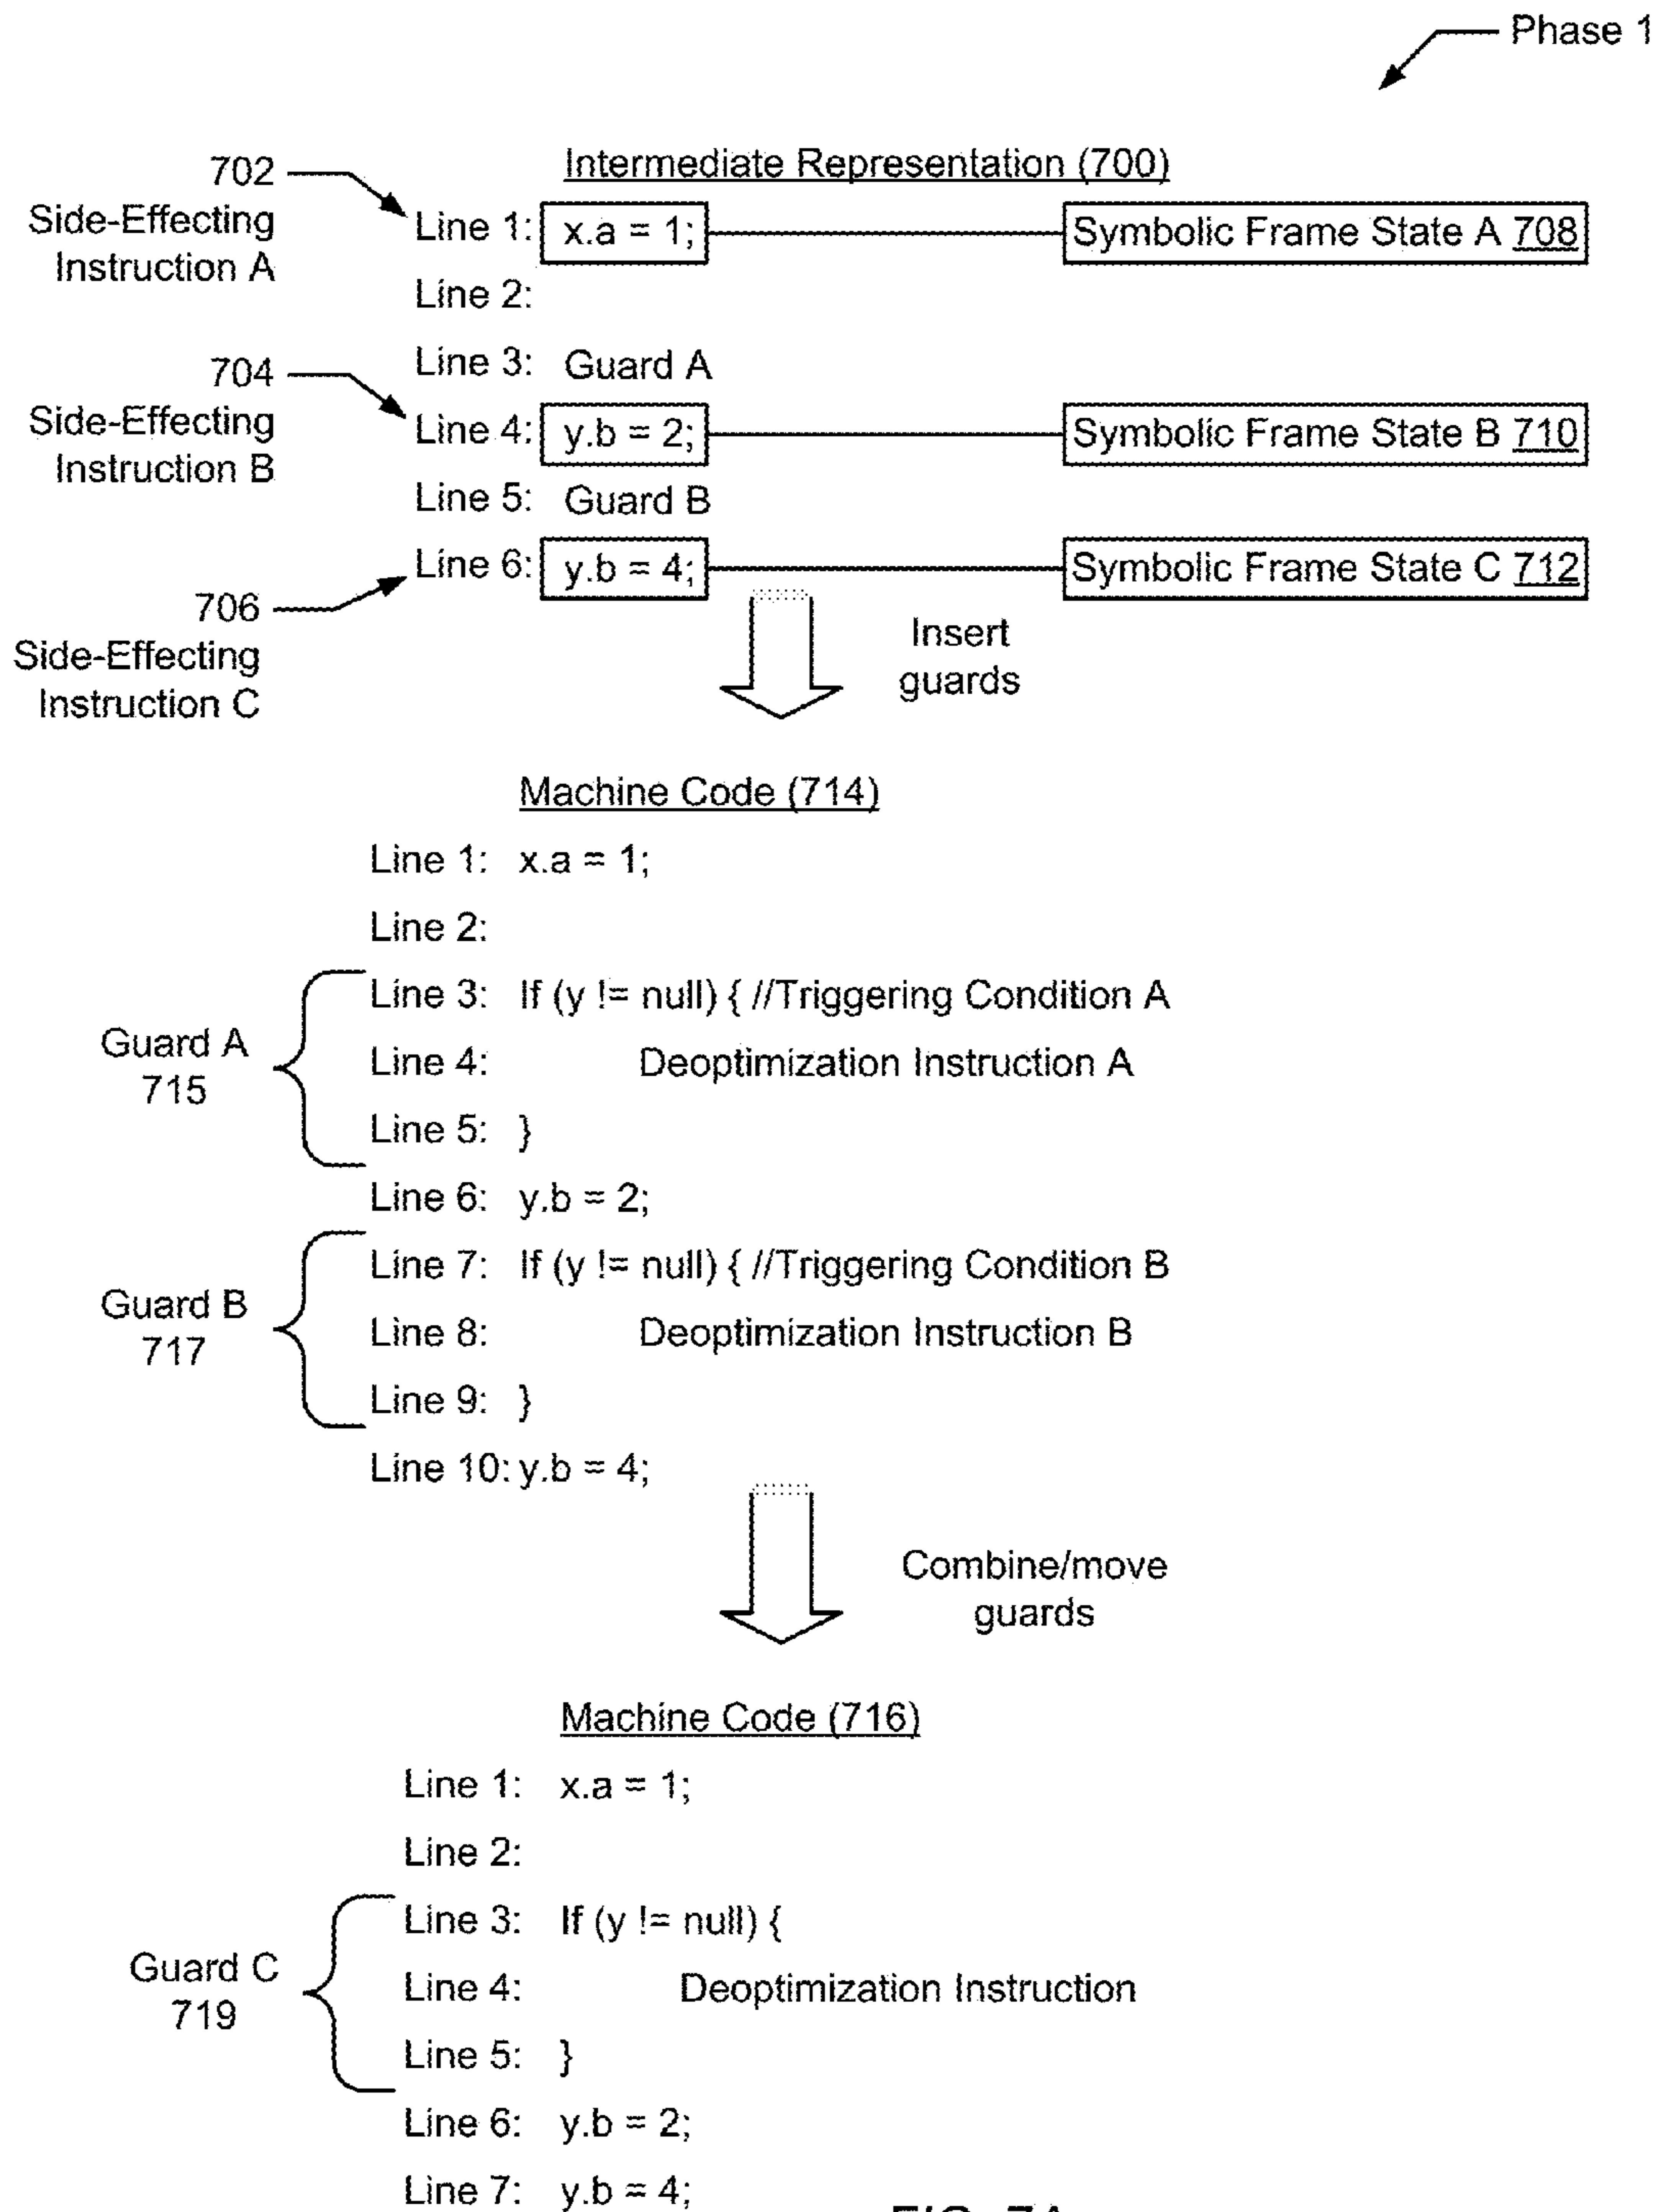 Phase 1
Intermediate Representation (700)
702
Side-Effecting
Instruction A
Line 1: x.a = 1; Symbolic Frame State A 708
Line 2:
Line 3: Guard A
704
Side-Effecting
Instruction B
Line 4: y.b = 2; Symbolic Frame State B 710
Line 5: Guard B
Line 6: y.b = 4; Symbolic Frame State C 712
706
Side-Effecting
Instruction C
Insert
guards
Machine Code (714)
Line 1: x.a = 1;
Line 2:
Guard A
715
Line 3: If (y != null) { //Triggering Condition A
Line 4: Deoptimization Instruction A
Line 5: }
Line 6: y.b = 2;
Guard B
717
Line 7: If (y != null) { //Triggering Condition B
Line 8: Deoptimization Instruction B
Line 9: }
Line 10: y.b = 4;
Combine/move
guards
Machine Code (716)
Line 1: x.a = 1;
Line 2:
Guard C
719
Line 3: If (y != null) {
Line 4: Deoptimization Instruction
Line 5: }
Line 6: y.b = 2;
Line 7: y.b = 4;